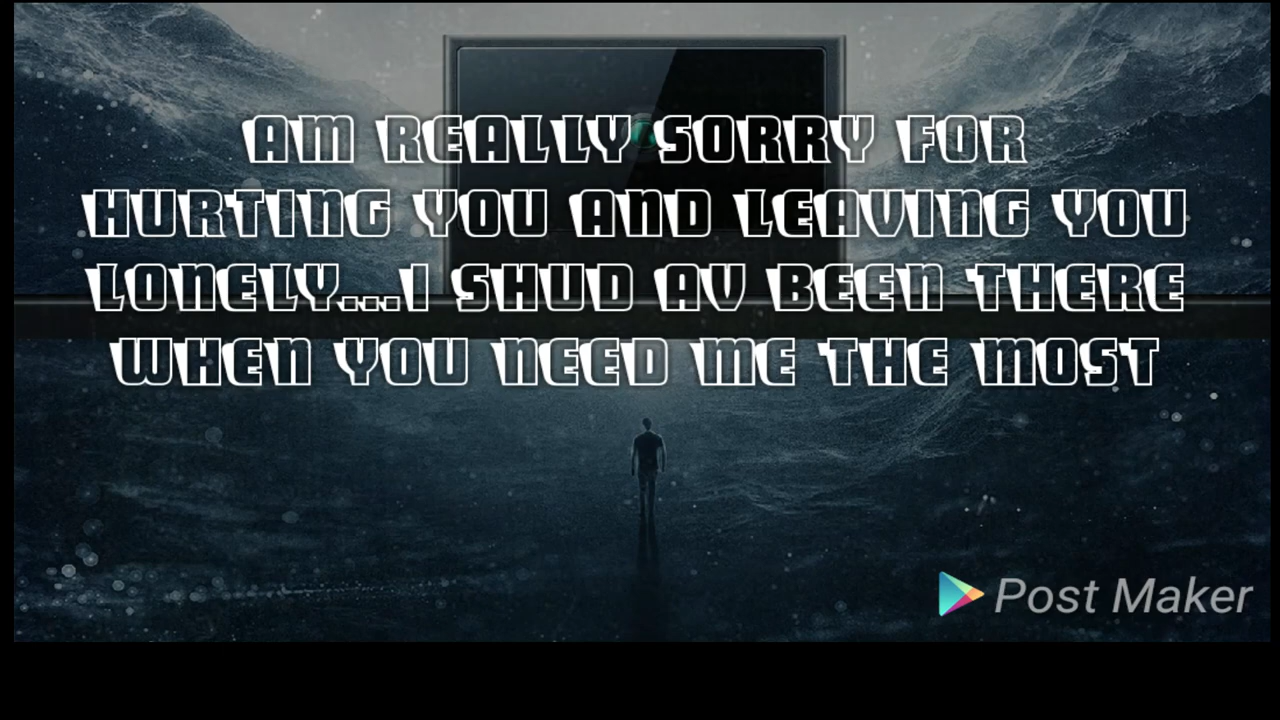 AM REALLY SORRY FOR
HURTING YOU AND LEAVING YOU
LONELY...I SHUD AV BEEN THERE
WHEN YOU NEED ME THE MOST
Post Maker